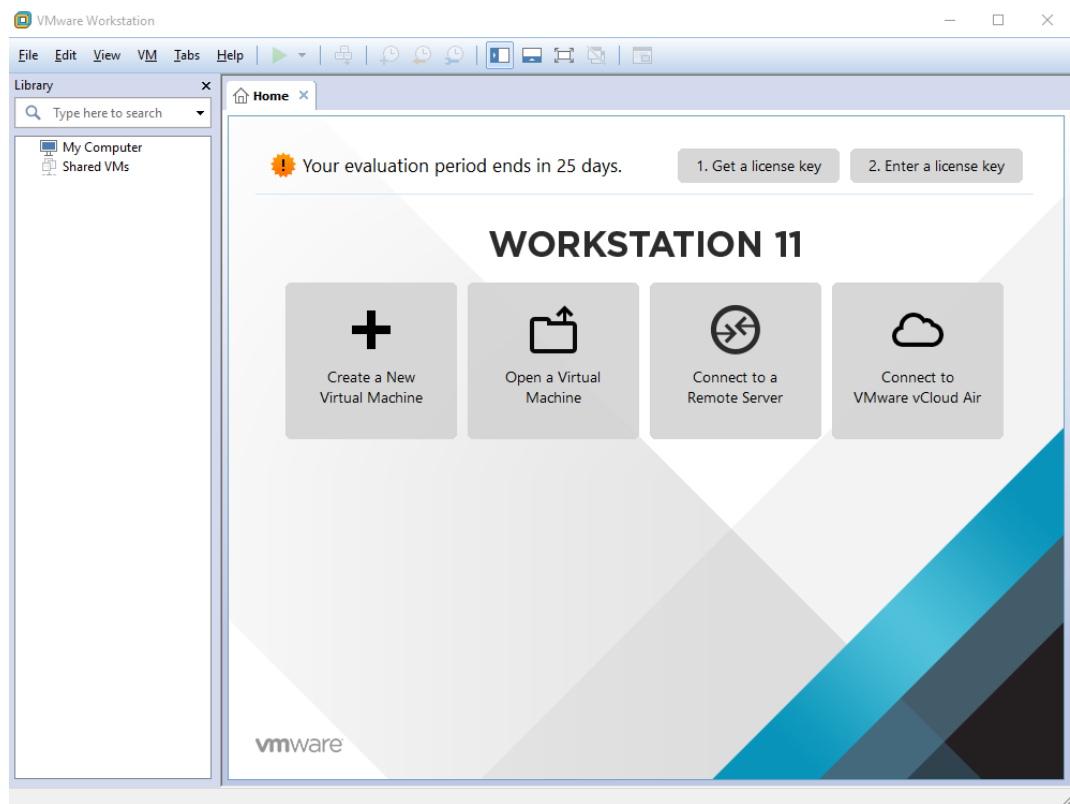 VMware Workstation
File Edit View VM Tabs Help
Library
Type here to search
My Computer
Shared VMs
Home
Your evaluation period ends in 25 days.
1. Get a license key
2. Enter a license key
WORKSTATION 11
Create a New
Virtual Machine
Open a Virtual
Machine
Connect to a
Remote Server
Connect to
VMware vCloud Air
vmware